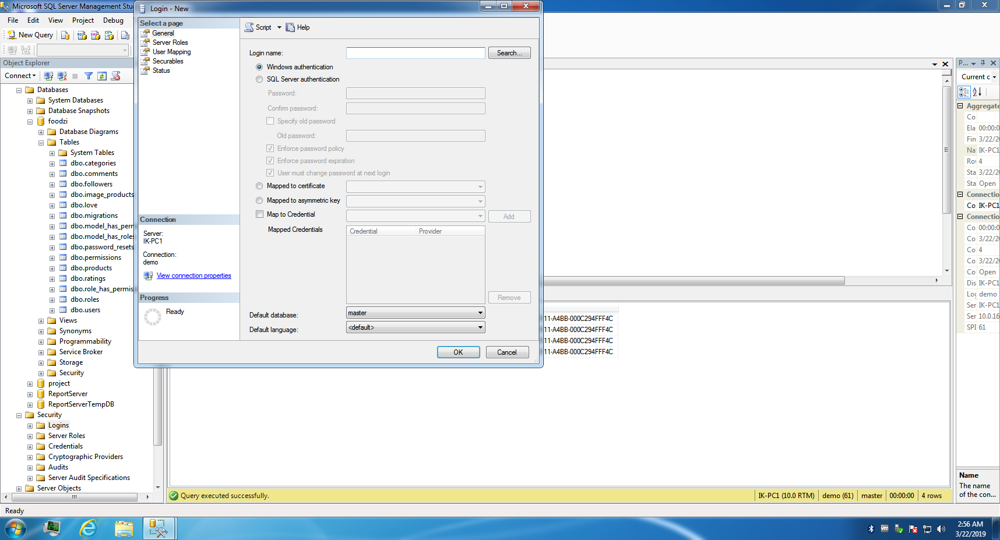 Microsoft SQL Server Management Stu
File Edit View Project Debug
New Query
Object Explorer
Connect
Databases
System Databases
Database Snapshots
foodzi
Database Diagrams
Tables
System Tables
dbo.categories
dbo.comments
dbo.followers
dbo.image_products
dbo.love
dbo.migrations
dbo.model_has_perr
dbo.model_has_roles
dbo.password_resets
dbo.permissions
dbo.products
dbo.ratings
dbo.role_has_permis
dbo.roles
dbo.users
Views
Synonyms
Programmability
Service Broker
Storage
Security
project
ReportServer
ReportServerTempDB
Security
Logins
Server Roles
Credentials
Cryptographic Providers
Audits
Server Audit Specifications
Server Objects
Login - New
Select a page
General
Server Roles
User Mapping
Securables
Status
Connection
Server:
IK-PC1
Connection:
demo
View connection properties
Progress
Ready
Script Help
Login name: Search...
Windows authentication
SQL Server authentication
Password:
Confirm password:
Specify old password
Old password:
Enforce password policy
Enforce password expiration
User must change password at next login
Mapped to certificate
Mapped to asymmetric key
Map to Credential Add
Mapped Credentials Credential Provider
Remove
Default database: master
Default language: <default>
OK Cancel
11-A4BB-000C294FFF4C
11-A4BB-000C294FFF4C
11-A4BB-000C294FFF4C
11-A4BB-000C294FFF4C
P...
Current c
Aggregate
Co
Ela 00:00:0
Fin 3/22/20
Na IK-PC1
Rov 4
Sta 3/22/20
Sta Open
Connectio
Co IK-PC1
Connectio
Co 00:00:0
Co 3/22/20
Co 4
Co 3/22/20
Co Open
Dis IK-PC1
Log demo
Ser IK-PC1
Ser 10.0.16
SPI 61
Name
The name
of the con...
Query executed successfully. IK-PC1 (10.0 RTM) demo (61) master 00:00:00 4 rows
Ready
2:56 AM
3/22/2019